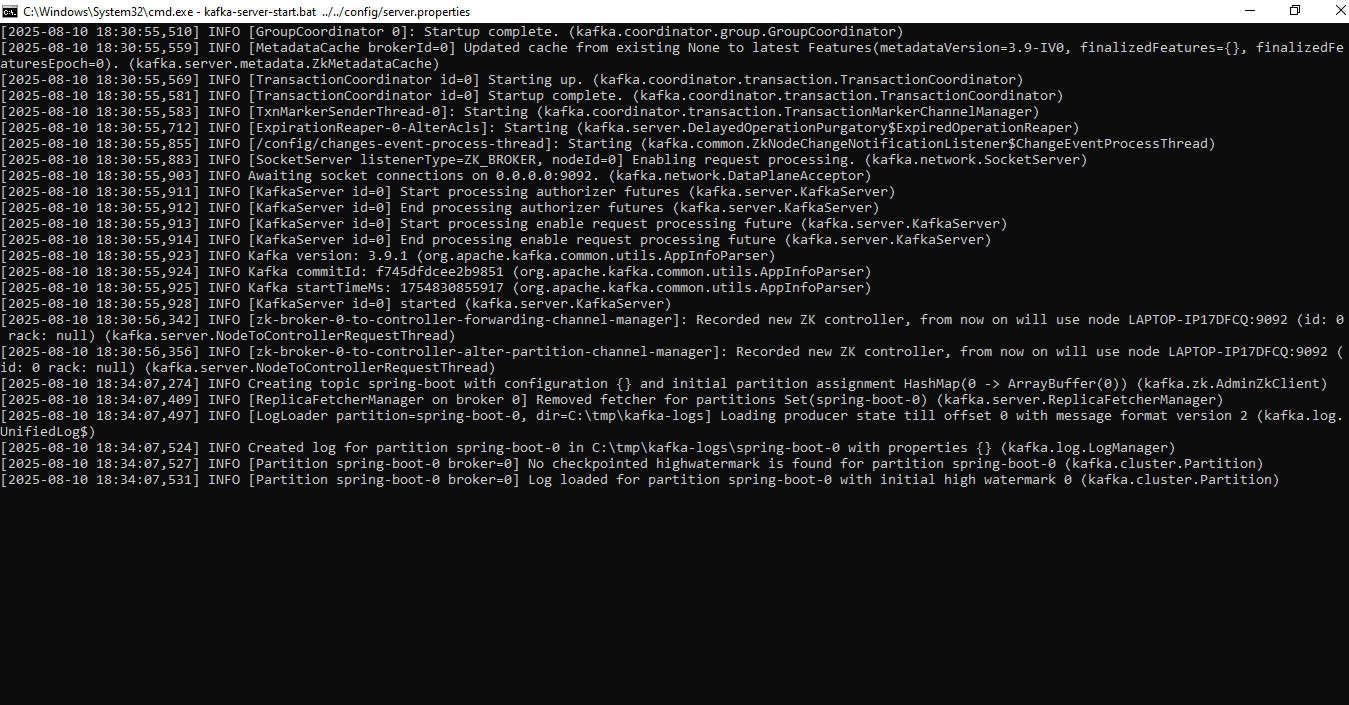 C:\Windows\System32\cmd.exe - kafka-server-start.bat ../../config/server.properties
[2025-08-10 18:30:55,510] INFO [GroupCoordinator 0]: Startup complete. (kafka.coordinator.group.GroupCoordinator)
[2025-08-10 18:30:55,559] INFO [MetadataCache brokerId=0] Updated cache from existing None to latest Features(metadataVersion=3.9-IV0, finalizedFeatures={}, finalizedFe
aturesEpoch=0). (kafka.server.metadata.ZkMetadataCache)
[2025-08-10 18:30:55,569] INFO [TransactionCoordinator id=0] Starting up. (kafka.coordinator.transaction.TransactionCoordinator)
[2025-08-10 18:30:55,581] INFO [TransactionCoordinator id=0] Startup complete. (kafka.coordinator.transaction.TransactionCoordinator)
[2025-08-10 18:30:55,583] INFO [TxnMarkerSenderThread-0]: Starting (kafka.coordinator.transaction.TransactionMarkerChannelManager)
[2025-08-10 18:30:55,712] INFO [ExpirationReaper-0-AlterAcls]: Starting (kafka.server.DelayedOperationPurgatory$ExpiredOperationReaper)
[2025-08-10 18:30:55,855] INFO [/config/changes-event-process-thread]: Starting (kafka.common.ZkNodeChangeNotificationListener$ChangeEventProcessThread)
[2025-08-10 18:30:55,883] INFO [SocketServer listenerType=ZK_BROKER, nodeId=0] Enabling request processing. (kafka.network.SocketServer)
[2025-08-10 18:30:55,903] INFO Awaiting socket connections on 0.0.0.0:9092. (kafka.network.DataPlaneAcceptor)
[2025-08-10 18:30:55,911] INFO [KafkaServer id=0] Start processing authorizer futures (kafka.server.KafkaServer)
[2025-08-10 18:30:55,912] INFO [KafkaServer id=0] End processing authorizer futures (kafka.server.KafkaServer)
[2025-08-10 18:30:55,913] INFO [KafkaServer id=0] Start processing enable request processing future (kafka.server.KafkaServer)
[2025-08-10 18:30:55,914] INFO [KafkaServer id=0] End processing enable request processing future (kafka.server.KafkaServer)
[2025-08-10 18:30:55,923] INFO Kafka version: 3.9.1 (org.apache.kafka.common.utils.AppInfoParser)
[2025-08-10 18:30:55,924] INFO Kafka commitId: f745dfdcee2b9851 (org.apache.kafka.common.utils.AppInfoParser)
[2025-08-10 18:30:55,925] INFO Kafka startTimeMs: 1754830855917 (org.apache.kafka.common.utils.AppInfoParser)
[2025-08-10 18:30:55,928] INFO [KafkaServer id=0] started (kafka.server.KafkaServer)
[2025-08-10 18:30:56,342] INFO [zk-broker-0-to-controller-forwarding-channel-manager]: Recorded new ZK controller, from now on will use node LAPTOP-IP17DFCQ:9092 (id: 0
 rack: null) (kafka.server.NodeToControllerRequestThread)
[2025-08-10 18:30:56,356] INFO [zk-broker-0-to-controller-alter-partition-channel-manager]: Recorded new ZK controller, from now on will use node LAPTOP-IP17DFCQ:9092 (
id: 0 rack: null) (kafka.server.NodeToControllerRequestThread)
[2025-08-10 18:34:07,274] INFO Creating topic spring-boot with configuration {} and initial partition assignment HashMap(0 -> ArrayBuffer(0)) (kafka.zk.AdminZkClient)
[2025-08-10 18:34:07,409] INFO [ReplicaFetcherManager on broker 0] Removed fetcher for partitions Set(spring-boot-0) (kafka.server.ReplicaFetcherManager)
[2025-08-10 18:34:07,497] INFO [LogLoader partition=spring-boot-0, dir=C:\tmp\kafka-logs] Loading producer state till offset 0 with message format version 2 (kafka.log.
UnifiedLog$)
[2025-08-10 18:34:07,524] INFO Created log for partition spring-boot-0 in C:\tmp\kafka-logs\spring-boot-0 with properties {} (kafka.log.LogManager)
[2025-08-10 18:34:07,527] INFO [Partition spring-boot-0 broker=0] No checkpointed highwatermark is found for partition spring-boot-0 (kafka.cluster.Partition)
[2025-08-10 18:34:07,531] INFO [Partition spring-boot-0 broker=0] Log loaded for partition spring-boot-0 with initial high watermark 0 (kafka.cluster.Partition)